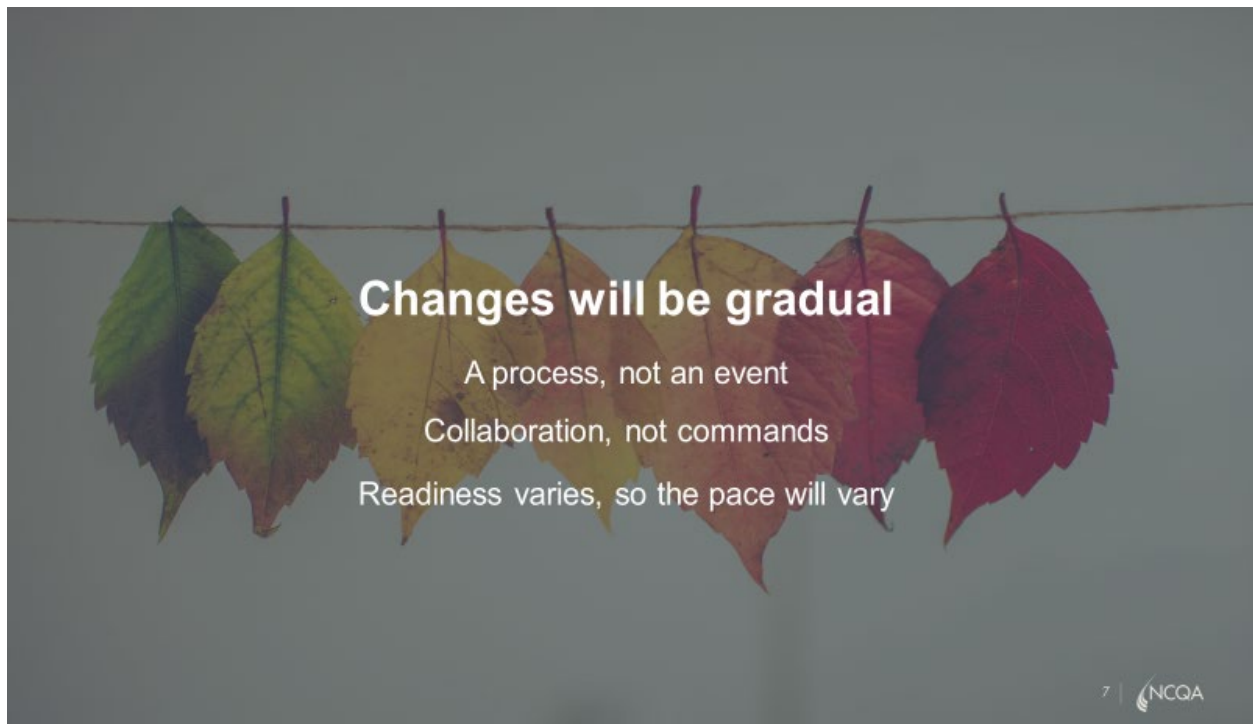 Changes will be gradual
A process, not an event
Collaboration, not commands
Readiness varies, so the pace will vary
7 | NCQA